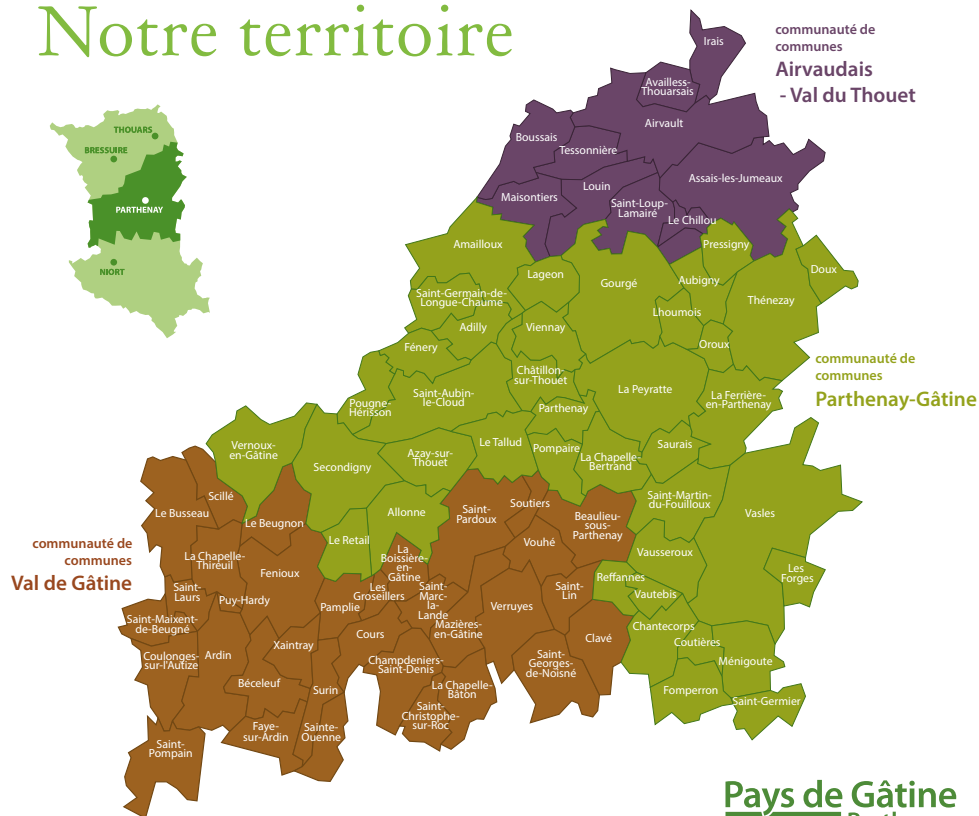 Notre territoire
THOUARS
BRESSUIRE
PARTHENAY
NIORT
communauté de
communes
Airvaudais
- Val du Thouet
Irais
Availless-
Thouarsais
Airvault
Boussais
Tessonnière
Assais-les-Jumeaux
Louin
Maisontiers
Saint-Loup-
Lamairé
Le Chillou
communauté de
communes
Parthenay-Gâtine
Amailloux
Pressigny
Doux
Lageon
Gourgé
Aubigny
Thénezay
Saint-Germain-de-
Longue-Chaume
Lhoumois
Adilly
Viennay
Oroux
Fénery
Châtillon-
sur-Thouet
La Peyratte
Saint-Aubin-
le-Cloud
La Ferrière-
en-Parthenay
Pougne-
Hérisson
Parthenay
Vernoux-
en-Gâtine
Le Tallud
Pompaire
Saurais
Secondigny
Azay-sur-
Thouet
La Chapelle-
Bertrand
Saint-Martin-
du-Fouilloux
Allonne
Vasles
Le Retail
Vausseroux
Les
Forges
Reffannes
Vautebis
Chantecorps
Coutières
Ménigoute
Fomperron
Saint-Germier
communauté de
communes
Val de Gâtine
Scillé
Le Busseau
Le Beugnon
Saint-
Pardoux
Soutiers
Beaulieu-
sous-
Parthenay
Vouhé
La Chapelle-
Thireuil
Fenioux
La
Boissière-
en-
Gâtine
Saint-
Laurs
Puy-Hardy
Les
Groseillers
Saint-
Marc-
la-
Lande
Saint-
Lin
Pamplie
Verruyes
Saint-Maixent-
de-Beugné
Mazières-
en-Gâtine
Cours
Clavé
Xaintray
Coulonges-
sur-l'Autize
Ardin
Champdeniers-
Saint-Denis
Saint-
Georges-
de-Noisné
Béceleuf
Surin
La Chapelle-
Bâton
Saint-
Christophe-
sur-Roc
Faye-
sur-Ardin
Sainte-
Ouenne
Saint-
Pompain
Pays de Gâtine